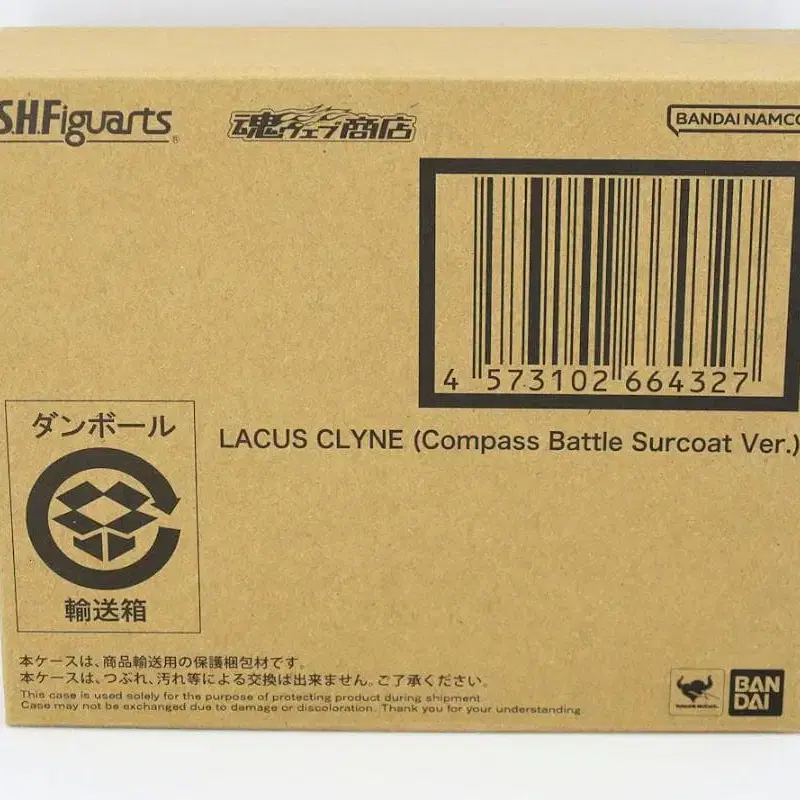 S.H.Figuarts
魂ウェブ商店
BANDAI NAMCO
4 573102 664327
ダンボール
LACUS CLYNE (Compass Battle Surcoat Ver.)
輸送箱
本ケースは、商品輸送用の保護梱包材です。
本ケースは、つぶれ、汚れ等による交換は出来ません。ご了承ください。
This case is used solely for the purpose of protecting product during shipment.
Case may not be exchanged due to damage or discoloration. Thank you for your understanding
BAN
DAI